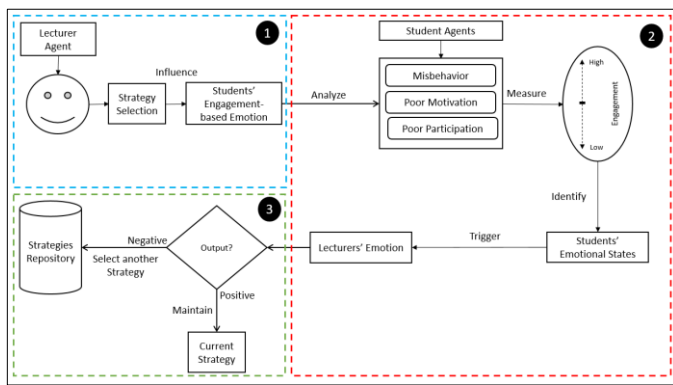 1
Lecturer
Agent
Influence
Strategy
Selection
Students'
Engagement-
based Emotion
Analyze
2
Student Agents
Misbehavior
Poor Motivation
Poor Participation
Measure
High
Engagement
Low
Identify
Students'
Emotional States
Trigger
Lecturers' Emotion
3
Output?
Negative
Select another
Strategy
Strategies
Repository
Positive
Maintain
Current
Strategy